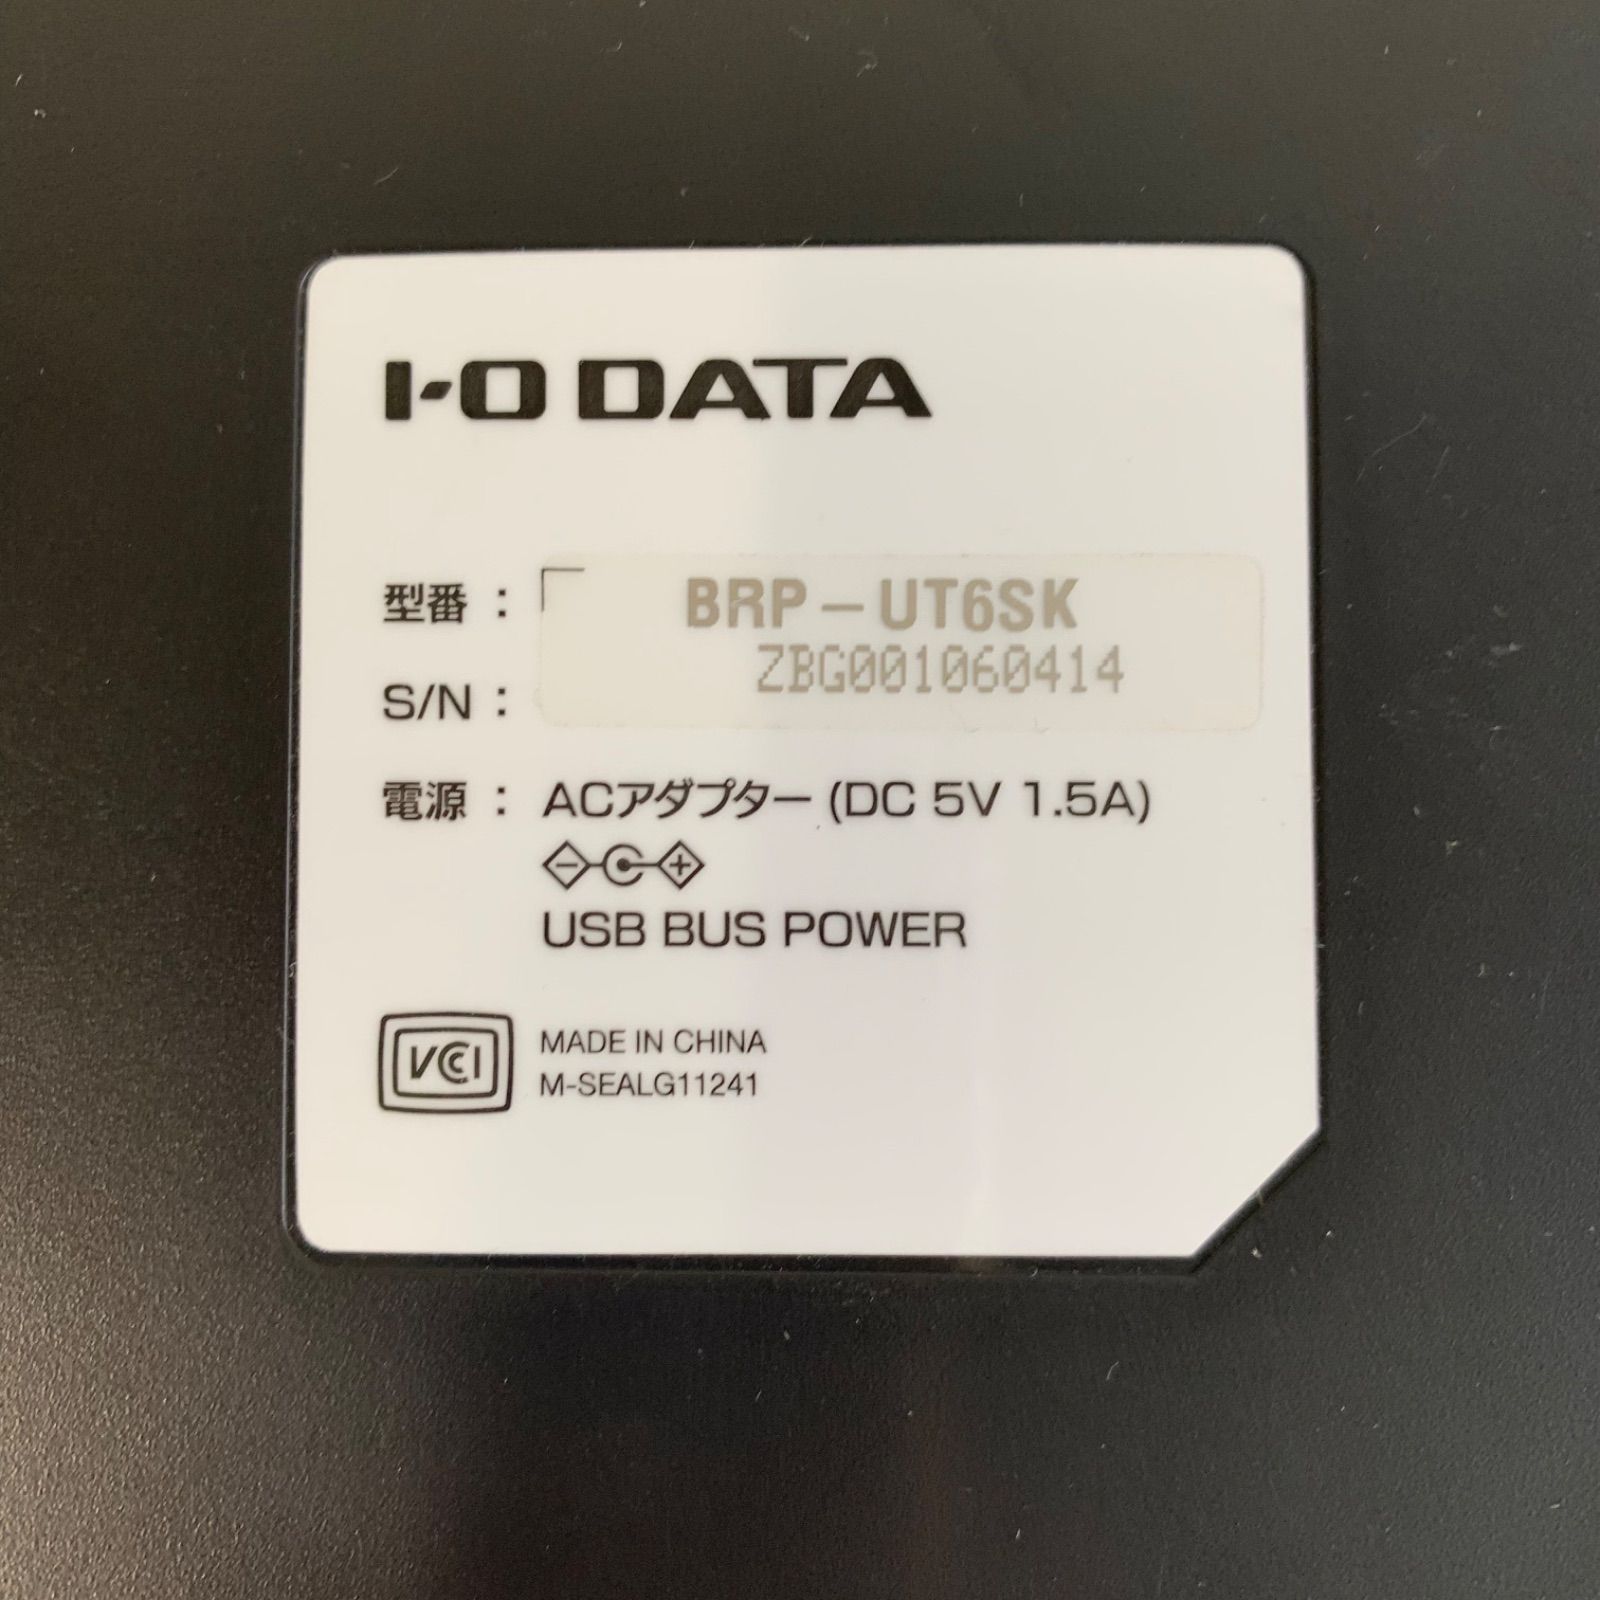 I-O DATA
型番 : BRP-UT6SK
S/N : ZBG001060414
電源 : ACアダプター (DC 5V 1.5A)
USB BUS POWER
VCCI
MADE IN CHINA
M-SEALG11241